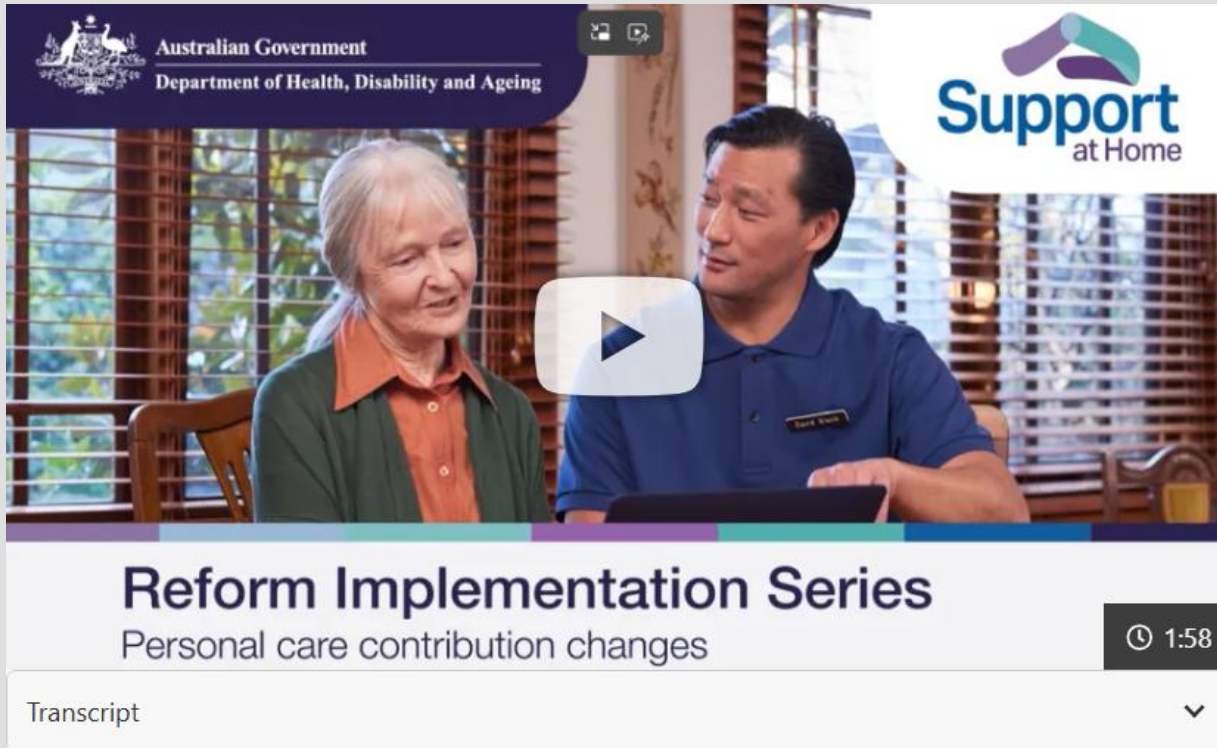 Australian Government
Department of Health, Disability and Ageing
Support
at Home
Reform Implementation Series
Personal care contribution changes
1:58
Transcript